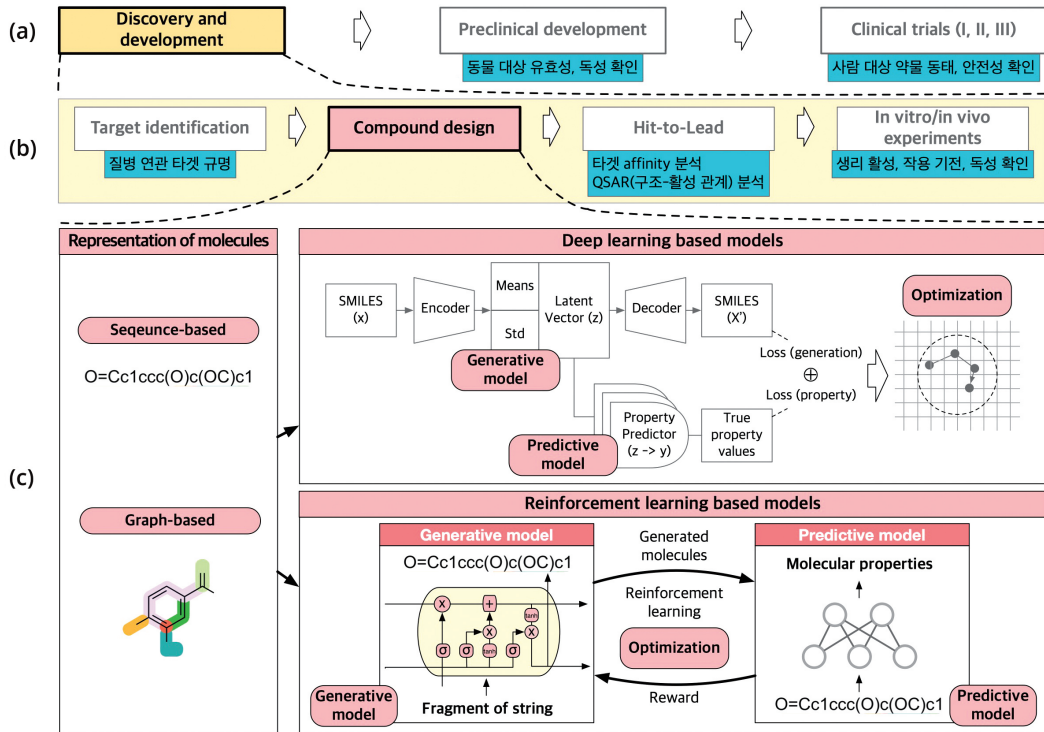 (a)
Discovery and
development
Preclinical development
동물 대상 유효성, 독성 확인
Clinical trials (I, II, III)
사람 대상 약물 동태, 안전성 확인
(b)
Target identification
질병 연관 타겟 규명
Compound design
Hit-to-Lead
타겟 affinity 분석
QSAR(구조-활성 관계) 분석
In vitro/in vivo
experiments
생리 활성, 작용 기전, 독성 확인
(c)
Representation of molecules
Seqeunce-based
O=Cc1ccc(O)c(OC)c1
Graph-based
Deep learning based models
SMILES
(x)
Encoder
Means
Std
Latent
Vector (z)
Decoder
SMILES
(X')
Generative
model
Loss (generation)
⊕
Loss (property)
Optimization
Property
Predictor
(z -> y)
Predictive
model
True
property
values
Reinforcement learning based models
Generative model
O=Cc1ccc(O)c(OC)c1
x
+
tanh
x
x
σ
σ
tanh
σ
Generative
model
Fragment of string
Generated
molecules
Reinforcement
learning
Optimization
Reward
Predictive model
Molecular properties
O=Cc1ccc(O)c(OC)c1
Predictive
model